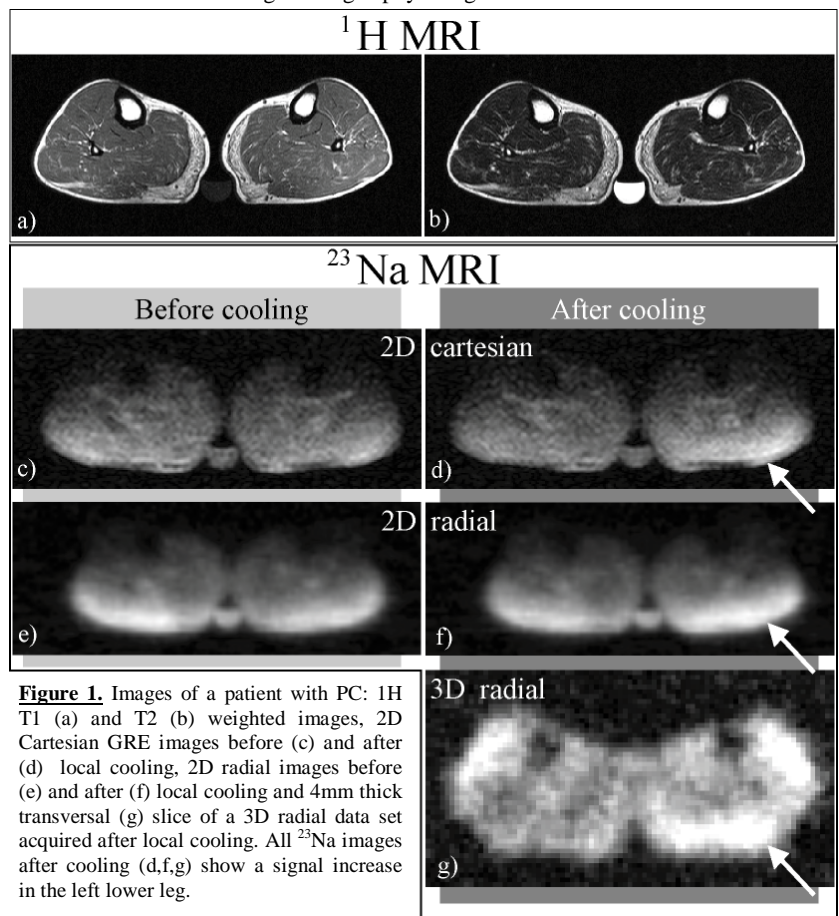 ¹H MRI
a)
b)
²³Na MRI
Before cooling
After cooling
2D cartesian
c)
d)
2D radial
e)
f)
Figure 1. Images of a patient with PC: 1H
T1 (a) and T2 (b) weighted images, 2D
Cartesian GRE images before (c) and after
(d) local cooling, 2D radial images before
(e) and after (f) local cooling and 4mm thick
transversal (g) slice of a 3D radial data set
acquired after local cooling. All ²³Na images
after cooling (d,f,g) show a signal increase
in the left lower leg.
3D radial
g)